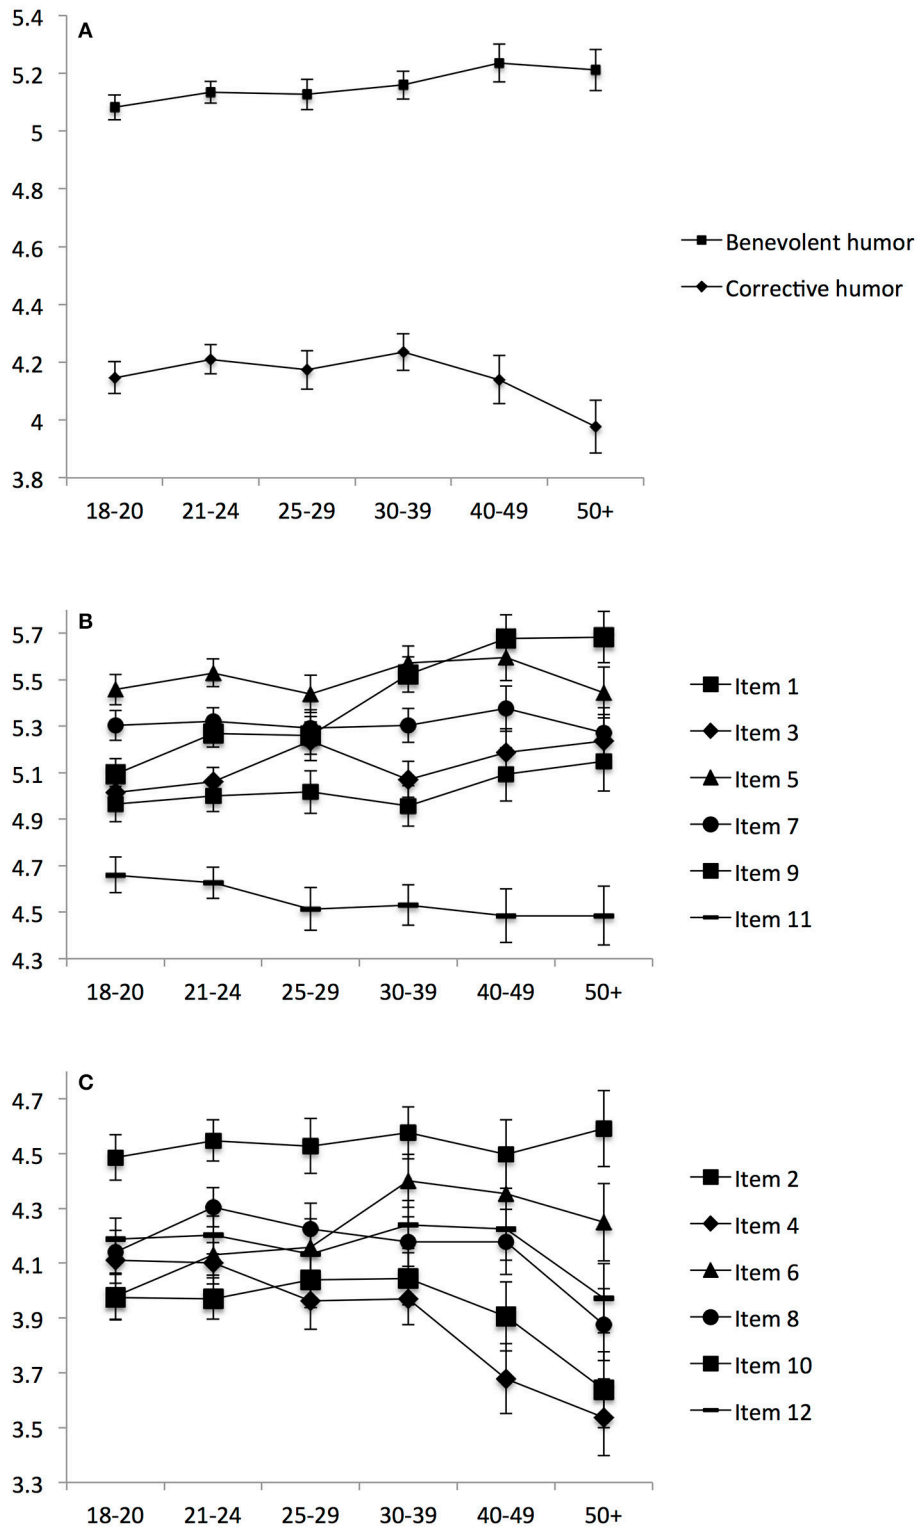 A
5.4
5.2
5
4.8
4.6
4.4
4.2
4
3.8
18-20 21-24 25-29 30-39 40-49 50+
Benevolent humor
Corrective humor
B
5.7
5.5
5.3
5.1
4.9
4.7
4.5
4.3
18-20 21-24 25-29 30-39 40-49 50+
Item 1
Item 3
Item 5
Item 7
Item 9
Item 11
C
4.7
4.5
4.3
4.1
3.9
3.7
3.5
3.3
18-20 21-24 25-29 30-39 40-49 50+
Item 2
Item 4
Item 6
Item 8
Item 10
Item 12